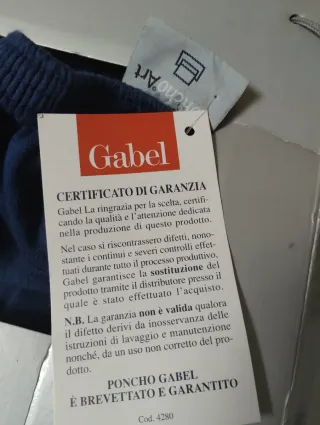 Poncho Art
Gabel
CERTIFICATO DI GARANZIA
Gabel La ringrazia per la scelta, certifi-
cando la qualità e l'attenzione dedicata
nella produzione di questo prodotto.
Nel caso si riscontrassero difetti, nono-
stante i continui e severi controlli effet-
tuati durante tutto il processo produttivo,
Gabel garantisce la sostituzione del
prodotto tramite il distributore presso il
quale è stato effettuato l'acquisto.
N.B. La garanzia non è valida qualora
il difetto derivi da inosservanza delle
istruzioni di lavaggio e manutenzione
nonché, da un uso non corretto del pro-
dotto.
PONCHO GABEL
È BREVETTATO E GARANTITO
Cod. 4280